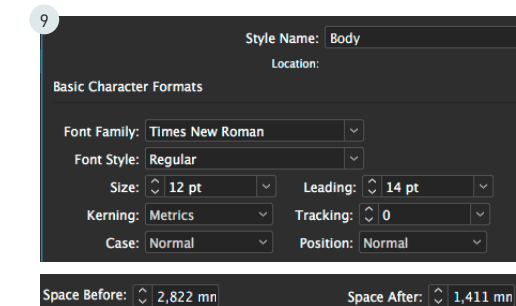 9
Style Name: Body
Location:
Basic Character Formats
Font Family: Times New Roman
Font Style: Regular
Size: 12 pt Leading: 14 pt
Kerning: Metrics Tracking: 0
Case: Normal Position: Normal
Space Before: 2,822 mm Space After: 1,411 mm